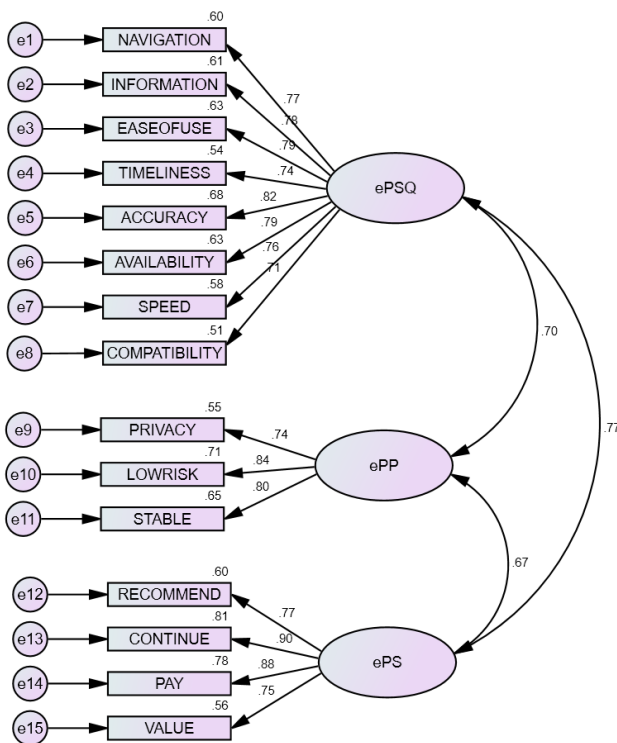 .60
e1 NAVIGATION
.61
e2 INFORMATION
.63
e3 EASEOFUSE
.54
e4 TIMELINESS
.68
e5 ACCURACY
.63
e6 AVAILABILITY
.58
e7 SPEED
.51
e8 COMPATIBILITY
.77
.78
.79
.74
.82
.79
.76
.71
ePSQ
.70
.77
.55
e9 PRIVACY
.71
e10 LOWRISK
.65
e11 STABLE
.74
.84
.80
ePP
.67
.60
e12 RECOMMEND
.81
e13 CONTINUE
.78
e14 PAY
.56
e15 VALUE
.77
.90
.88
.75
ePS